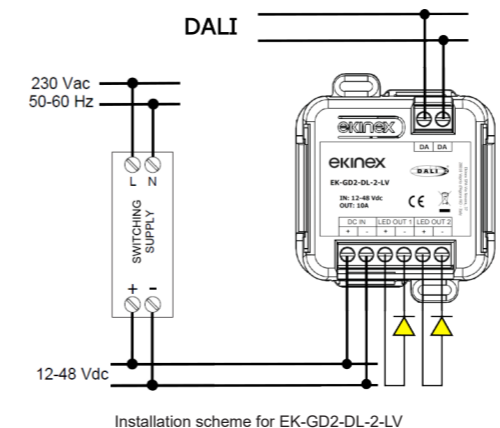 DALI
230 Vac
50-60 Hz
L N
SWITCHING
SUPPLY
+ -
12-48 Vdc
ekinex
DA DA
ekinex
DALI
EK-GD2-DL-2-LV
IN: 12-48 Vdc
OUT: 10A
CE
DC IN LED OUT 1 LED OUT 2
+ - + - + -
Installation scheme for EK-GD2-DL-2-LV